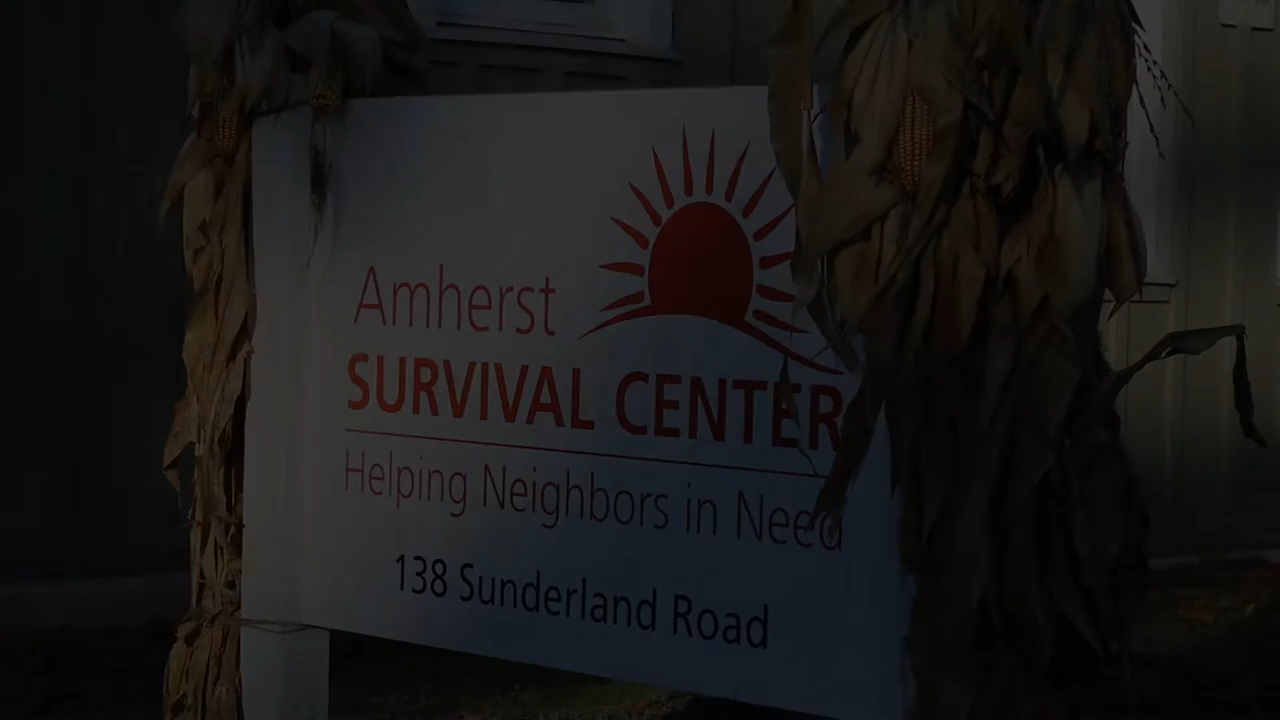 Amherst
SURVIVAL CENTER
Helping Neighbors in Need
138 Sunderland Road